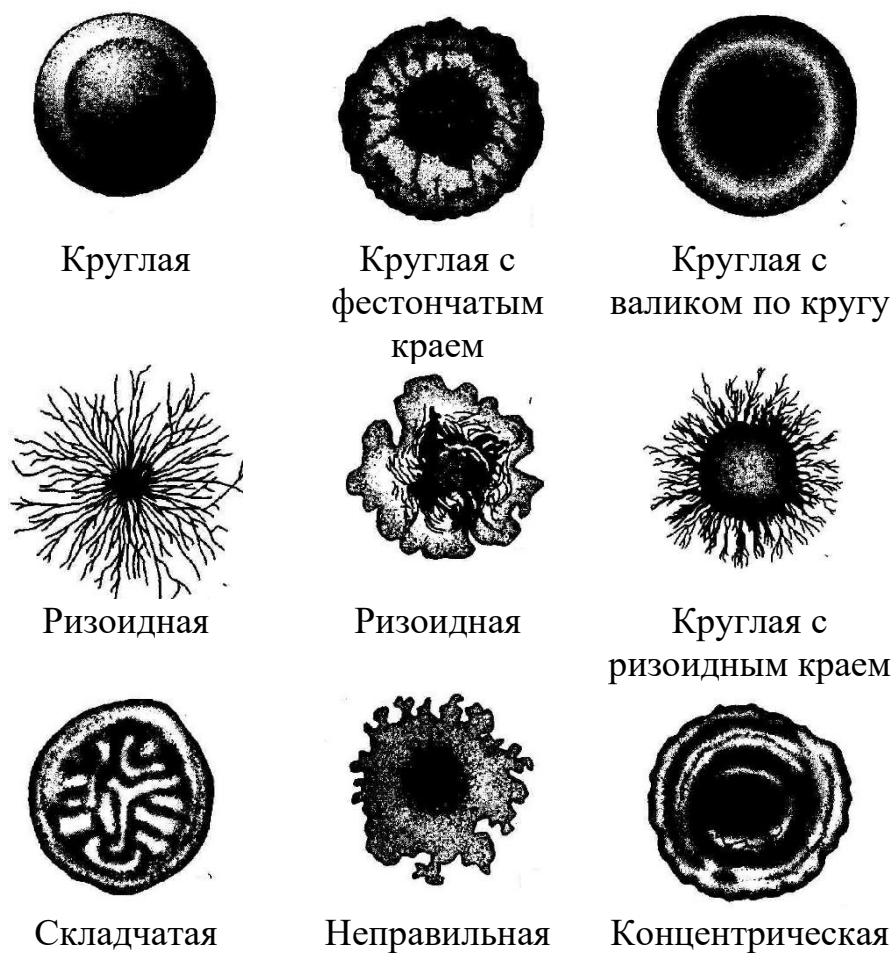 Круглая
Круглая с
фестончатым
краем
Круглая с
валиком по кругу
Ризоидная
Ризоидная
Круглая с
ризоидным краем
Складчатая
Неправильная
Концентрическая